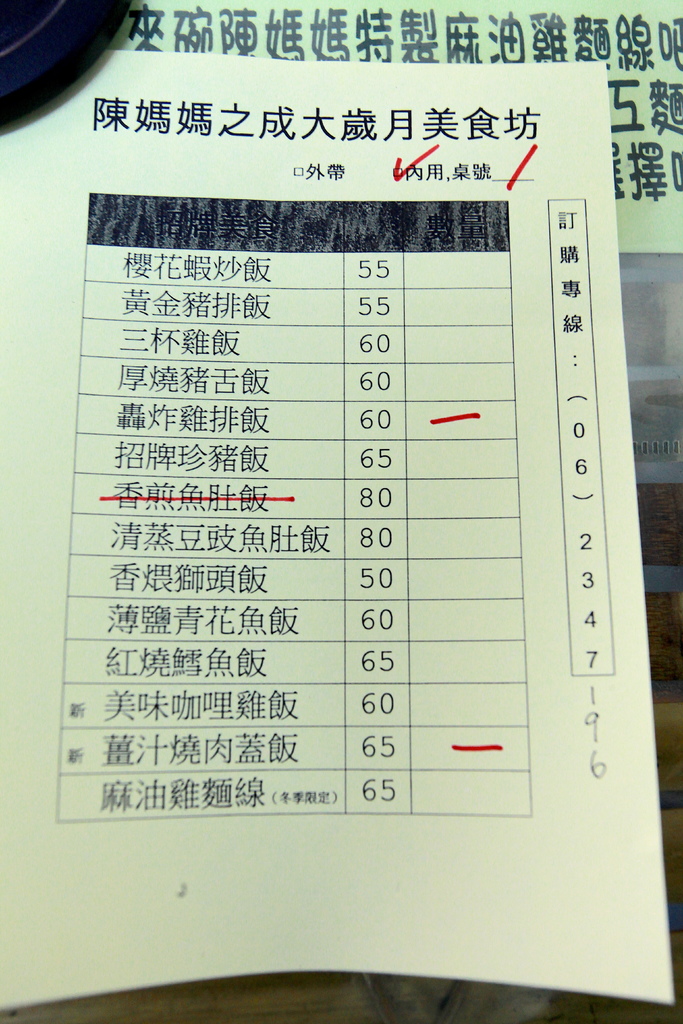 來碗陳媽媽特製麻油雞麵線吧
工麵
選擇吧
陳媽媽之成大歲月美食坊
□外帶 ✓□內用,桌號 /
招牌美食 數量
櫻花蝦炒飯 55
黃金豬排飯 55
三杯雞飯 60
厚燒豬舌飯 60
轟炸雞排飯 60 一
招牌珍豬飯 65
香煎魚肚飯 80
清蒸豆豉魚肚飯 80
香煨獅頭飯 50
薄鹽青花魚飯 60
紅燒鱈魚飯 65
新 美味咖哩雞飯 60
新 薑汁燒肉蓋飯 65 一
麻油雞麵線(冬季限定) 65
訂購專線:(06)2347196